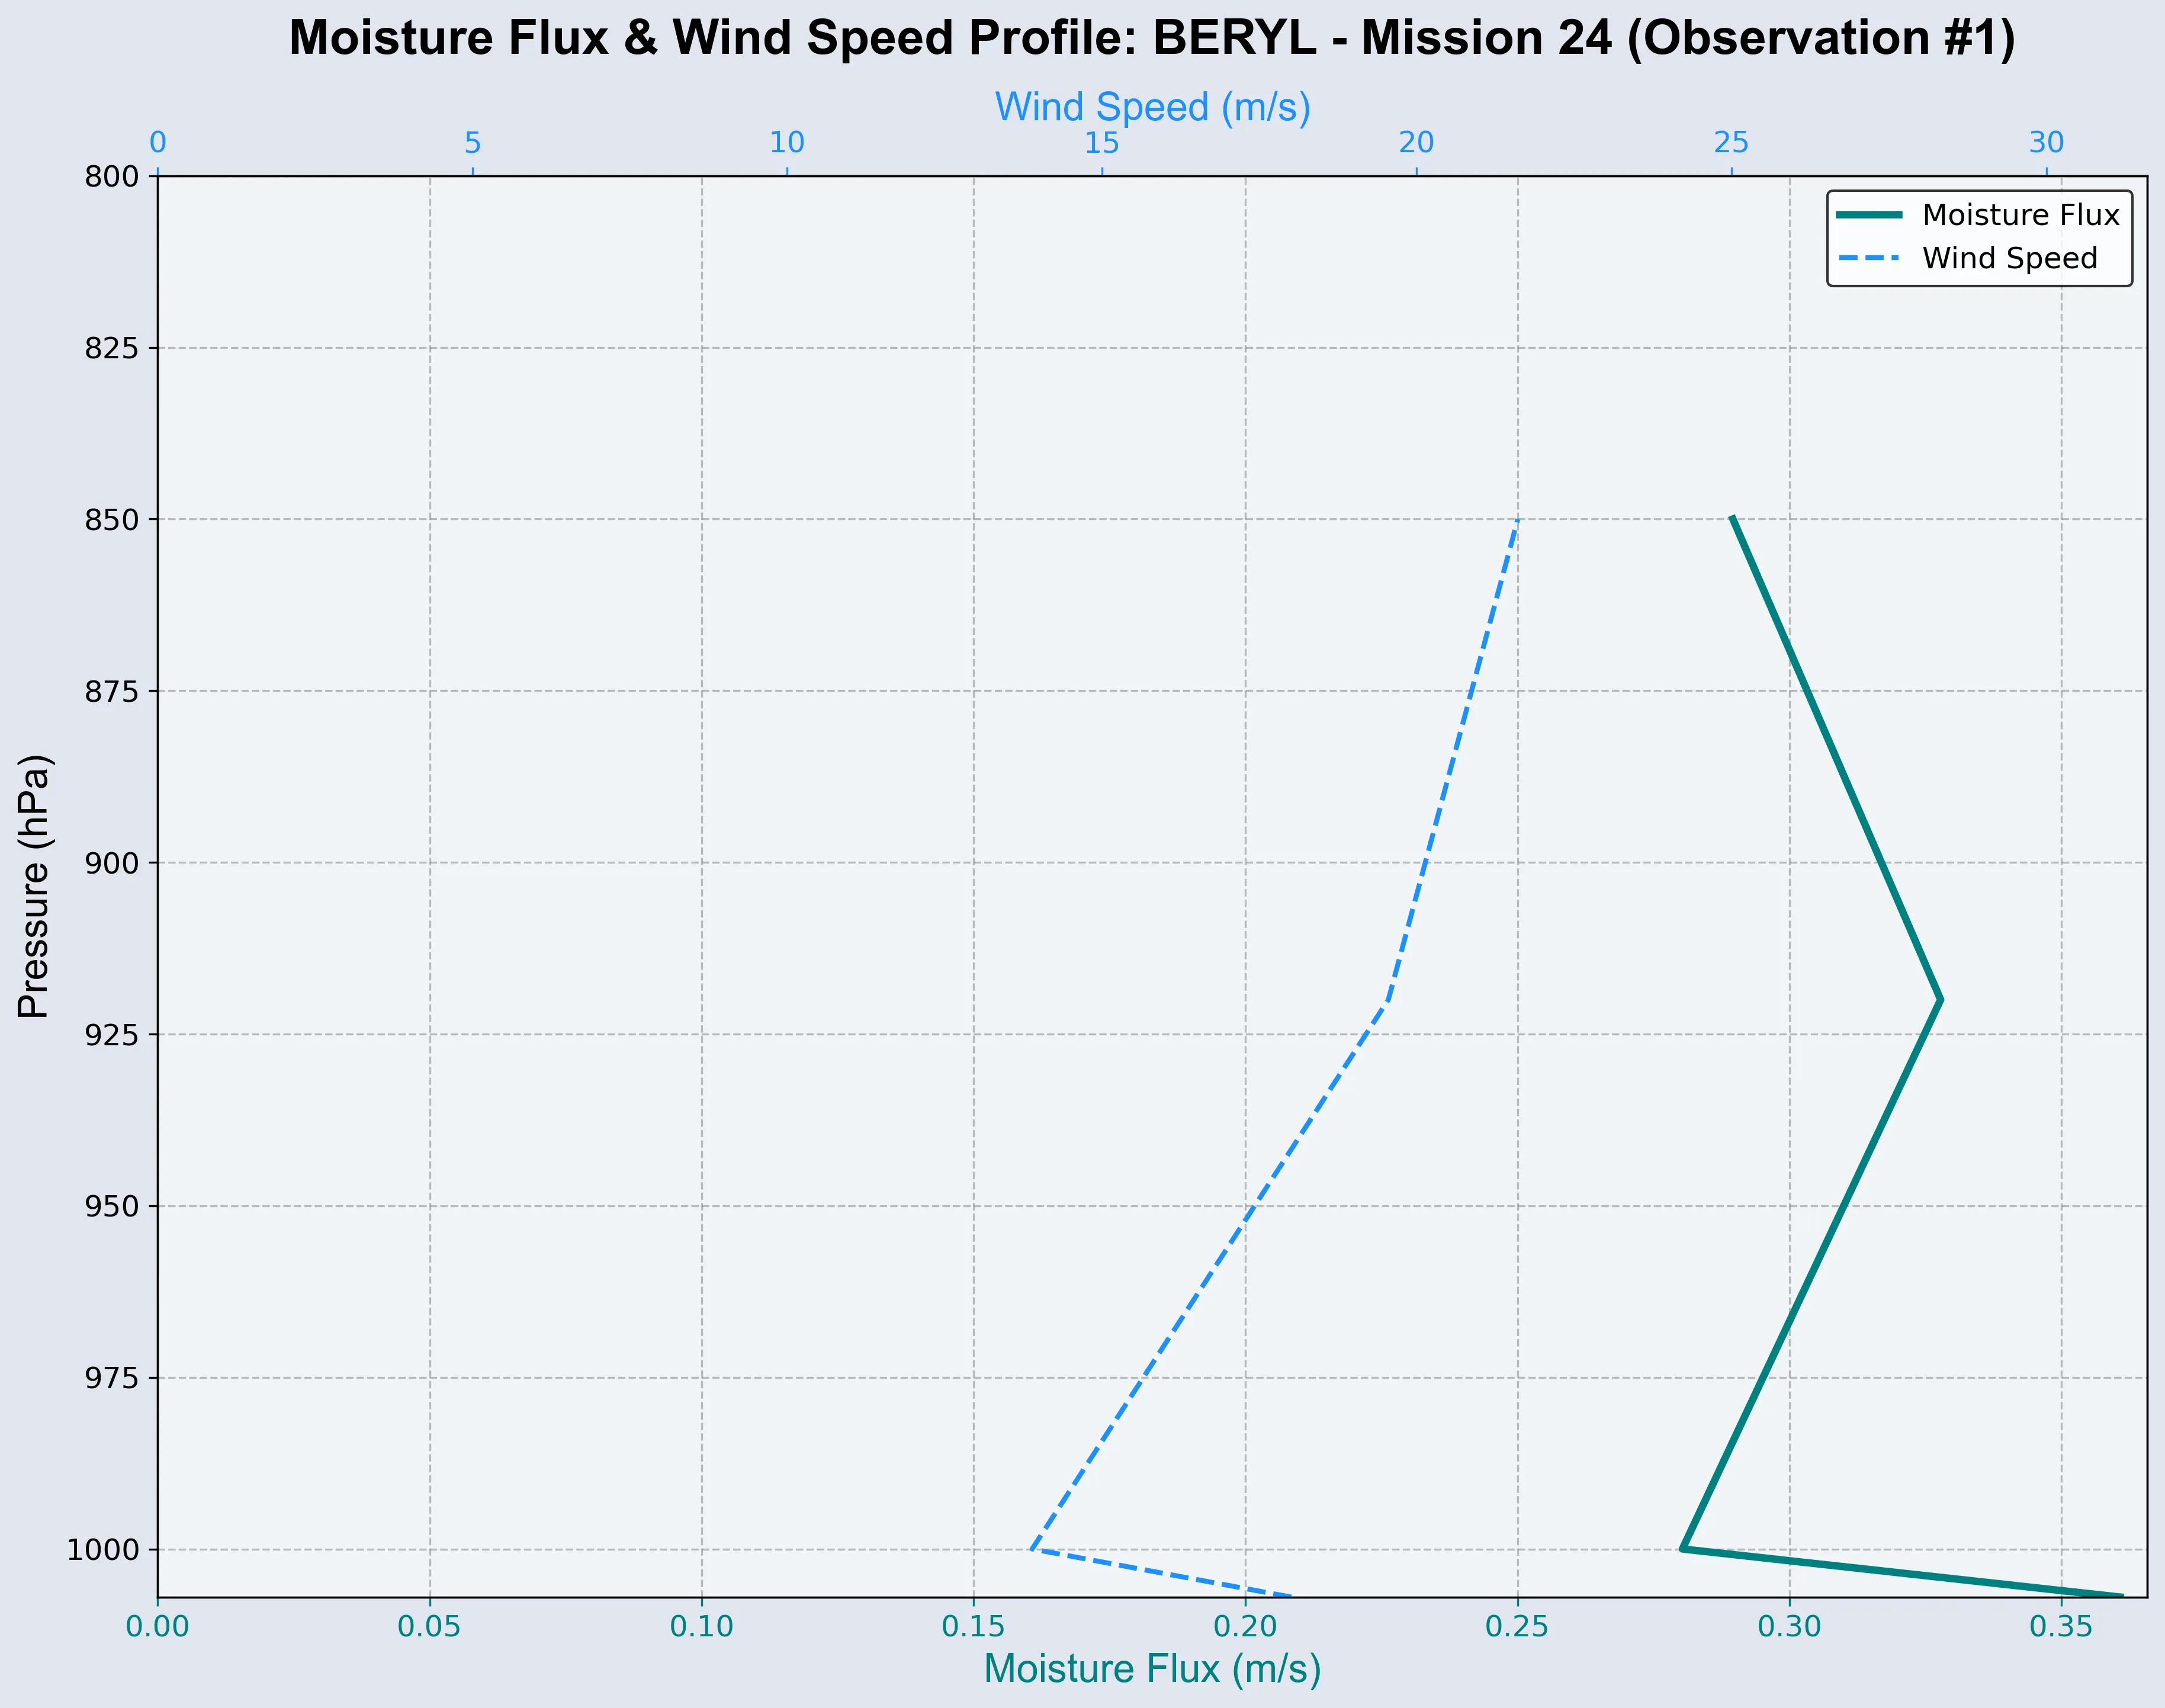 Moisture Flux & Wind Speed Profile: BERYL - Mission 24 (Observation #1)
Wind Speed (m/s)
0 5 10 15 20 25 30
Moisture Flux
Wind Speed
Pressure (hPa)
800
825
850
875
900
925
950
975
1000
0.00 0.05 0.10 0.15 0.20 0.25 0.30 0.35
Moisture Flux (m/s)